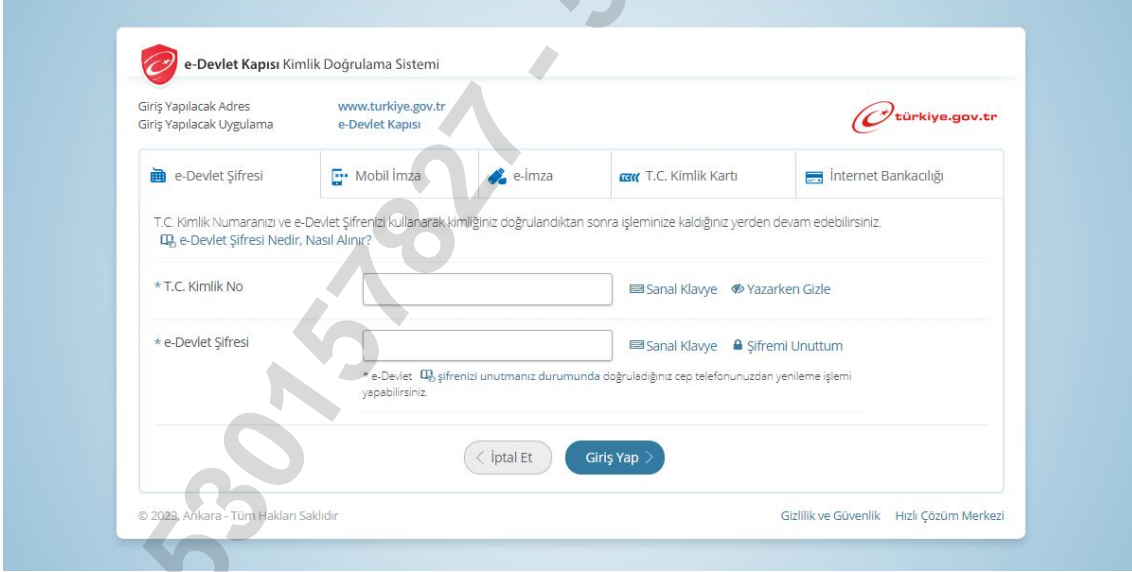 e-Devlet Kapısı Kimlik Doğrulama Sistemi
Giriş Yapılacak Adres www.turkiye.gov.tr
Giriş Yapılacak Uygulama e-Devlet Kapısı
türkiye.gov.tr
e-Devlet Şifresi Mobil İmza e-İmza T.C. Kimlik Kartı İnternet Bankacılığı
T.C. Kimlik Numaranızı ve e-Devlet Şifrenizi kullanarak kimliğiniz doğrulandıktan sonra işleminize kaldığınız yerden devam edebilirsiniz.
e-Devlet Şifresi Nedir, Nasıl Alınır?
* T.C. Kimlik No Sanal Klavye Yazarken Gizle
* e-Devlet Şifresi Sanal Klavye Şifremi Unuttum
* e-Devlet şifrenizi unutmanız durumunda doğruladığınız cep telefonunuzdan yenileme işlemi
yapabilirsiniz.
İptal Et Giriş Yap
© 2023, Ankara - Tüm Hakları Saklıdır Gizlilik ve Güvenlik Hızlı Çözüm Merkezi
530157827 - 5